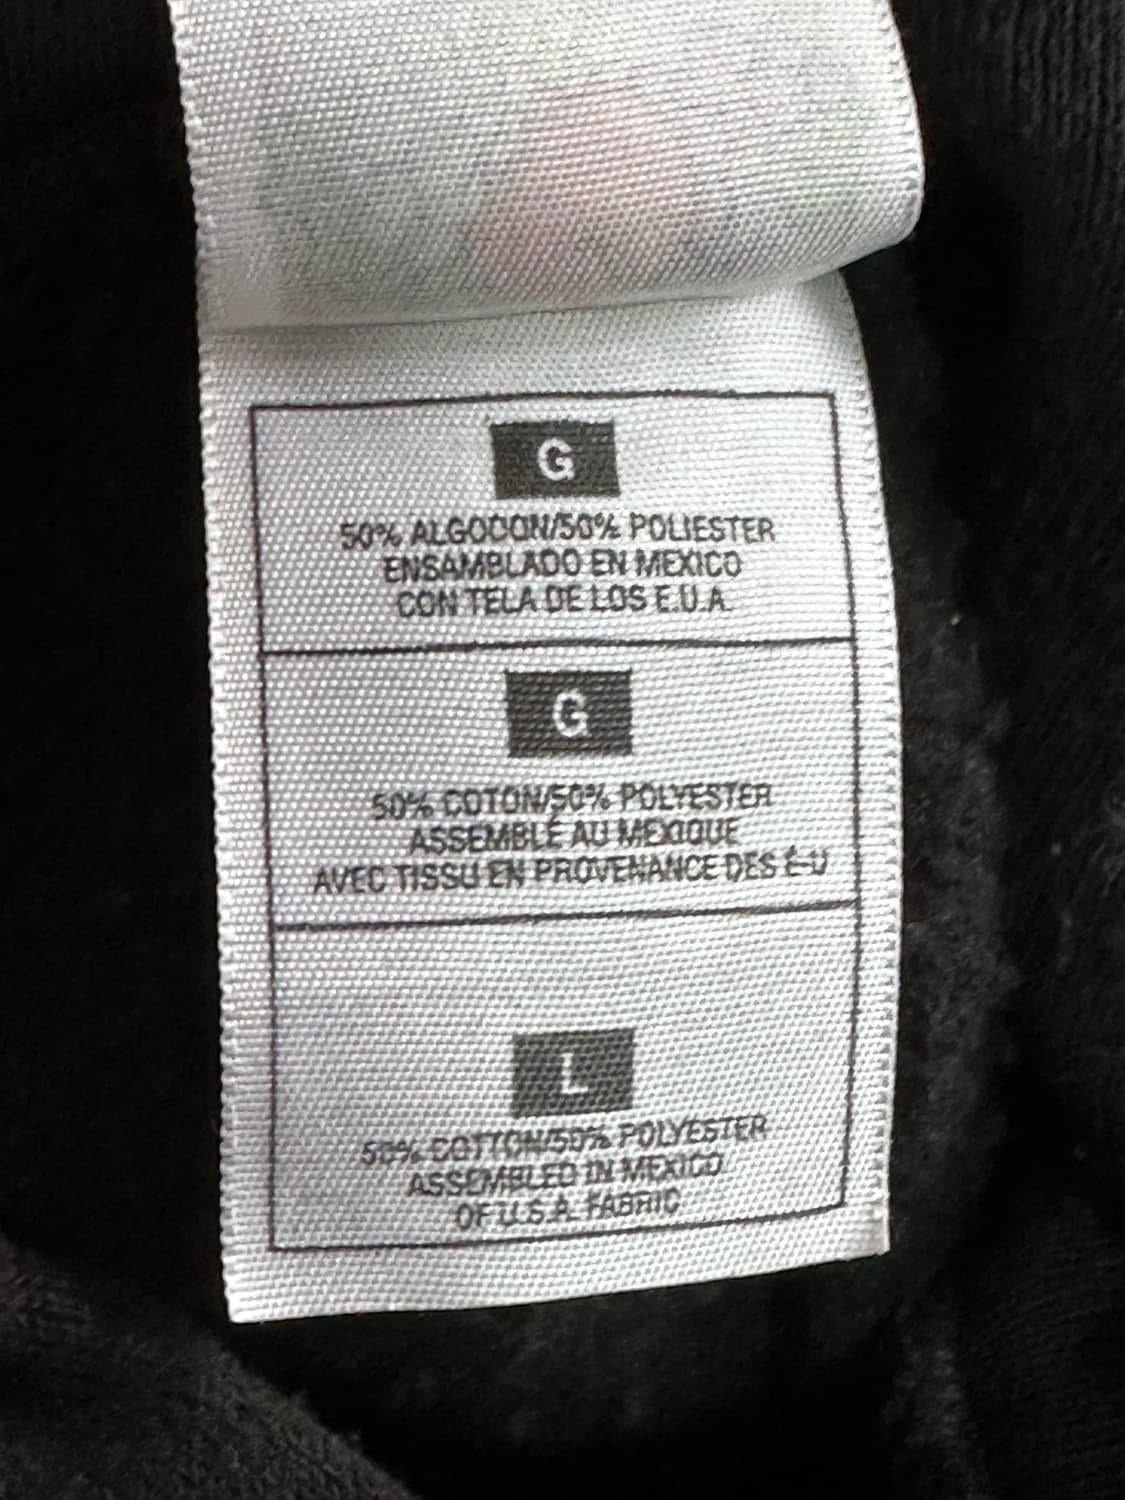 G
50% ALGODON/50% POLIESTER
ENSAMBLADO EN MEXICO
CON TELA DE LOS E.U.A.
G
50% COTON/50% POLYESTER
ASSEMBLÉ AU MEXIQUE
AVEC TISSU EN PROVENANCE DES É-U
L
50% COTTON/50% POLYESTER
ASSEMBLED IN MEXICO
OF U.S.A. FABRIC